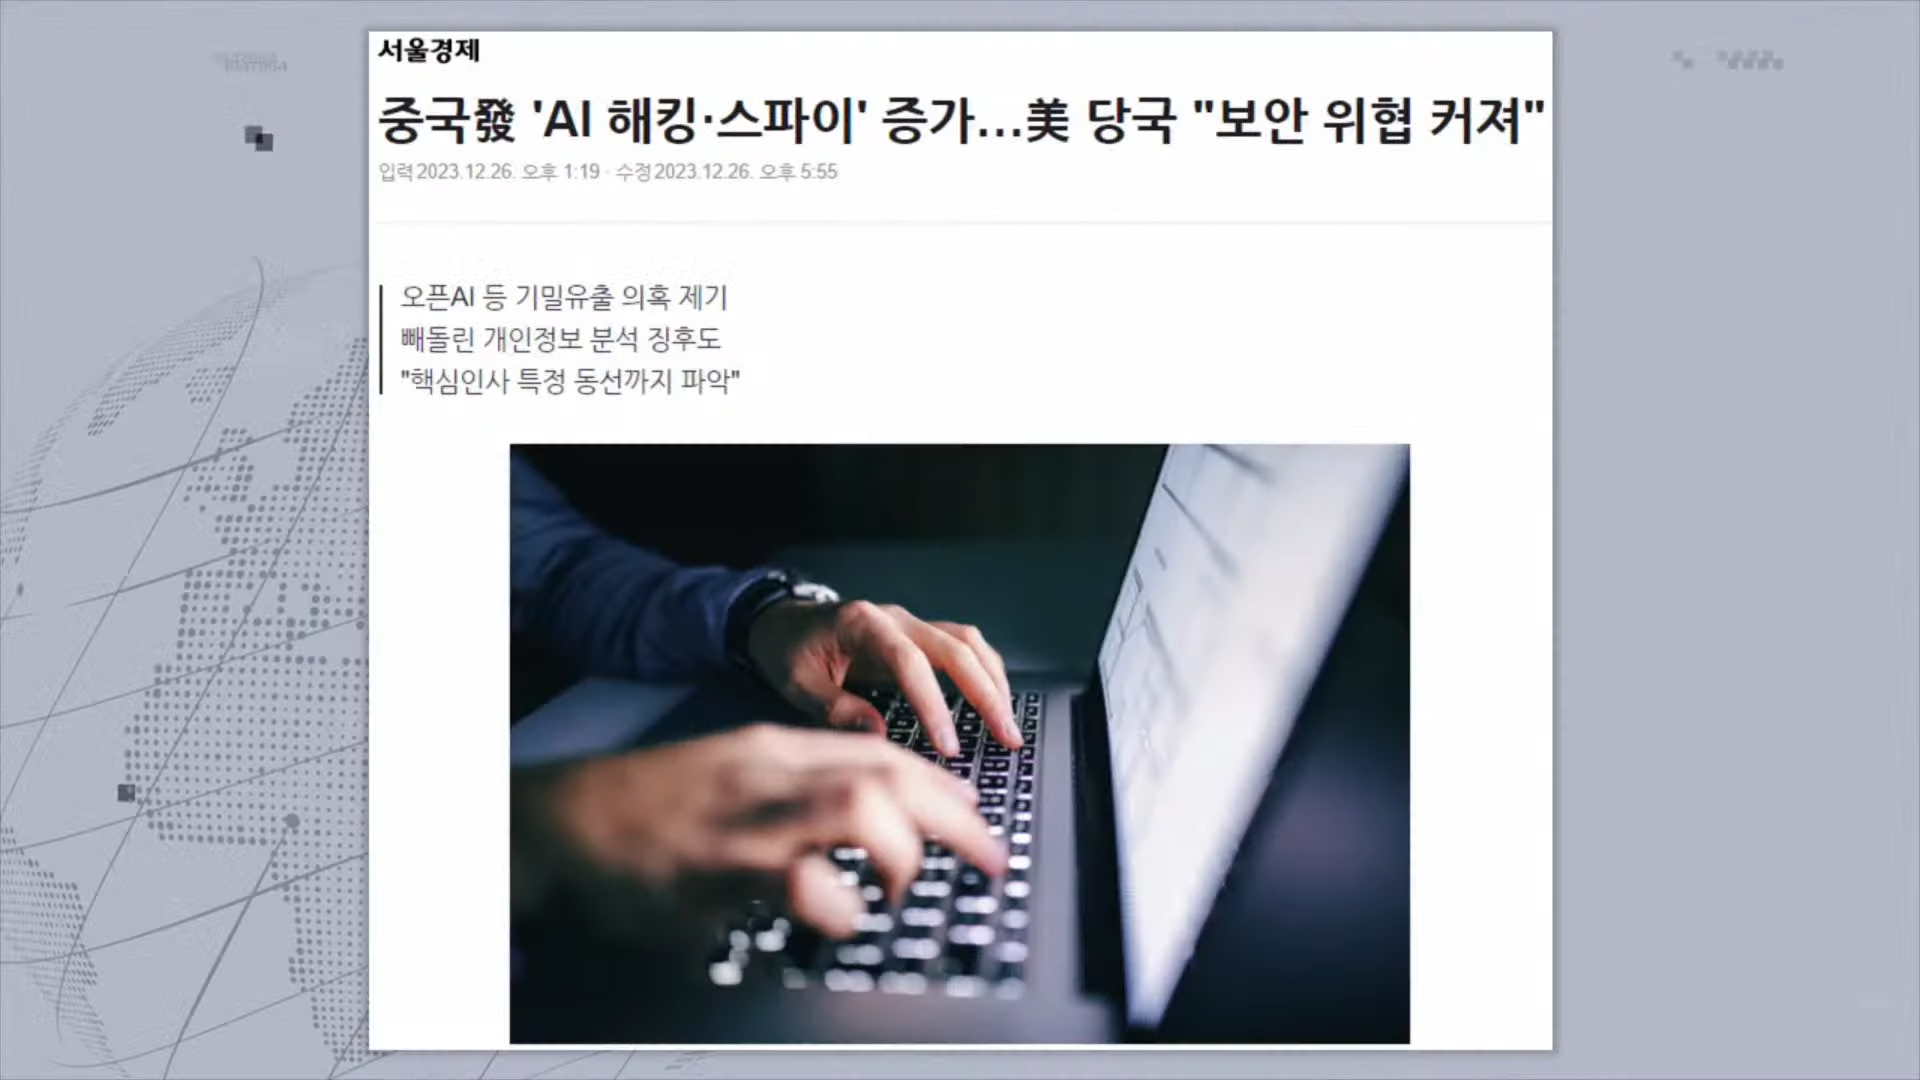 서울경제
중국發 'AI 해킹·스파이' 증가...美 당국 "보안 위협 커져"
입력 2023.12.26. 오후 1:19 · 수정 2023.12.26. 오후 5:55
오픈AI 등 기밀유출 의혹 제기
빼돌린 개인정보 분석 징후도
"핵심인사 특정 동선까지 파악"